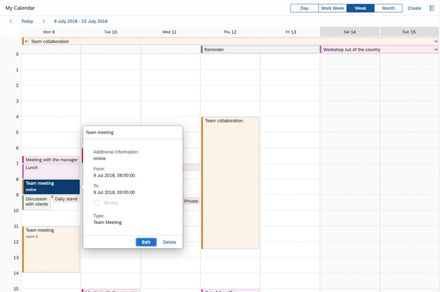 My Calendar
Day
Work Week
Week
Month
Create
Today
9 July 2018 - 15 July 2018
Mon 9
Tue 10
Wed 11
Thu 12
Fri 13
Sat 14
Sun 15
Team collaboration
Reminder
Workshop out of the country
0
1
2
3
4
Team collaboration
5
6
7
Meeting with the manager
Lunch
8
Team meeting
online
9
Discussion
with clients
Daily stand
Private
10
11
Team meeting
room 5
12
13
14
15
Team meeting
Additional information:
online
From:
9 Jul 2018, 08:00:00
To:
9 Jul 2018, 09:00:00
All-day
Type:
Team Meeting
Edit
Delete